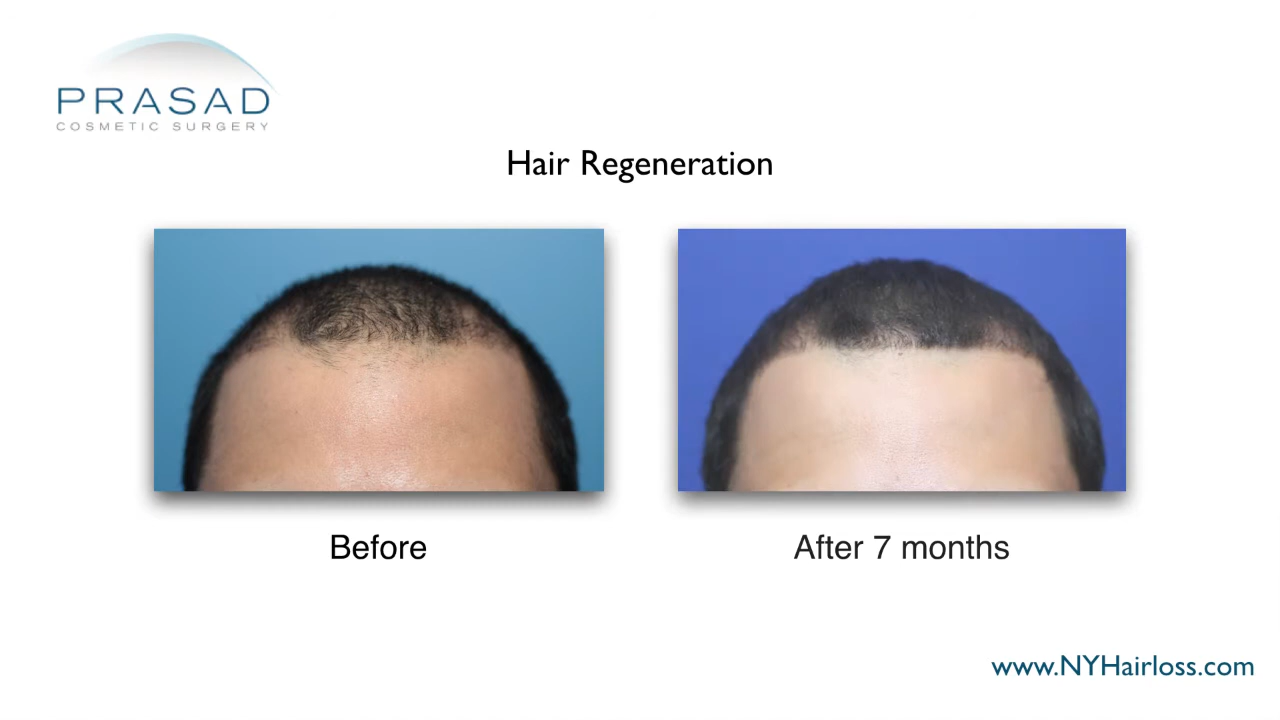 PRASAD
COSMETIC SURGERY
Hair Regeneration
Before
After 7 months
www.NYHairloss.com